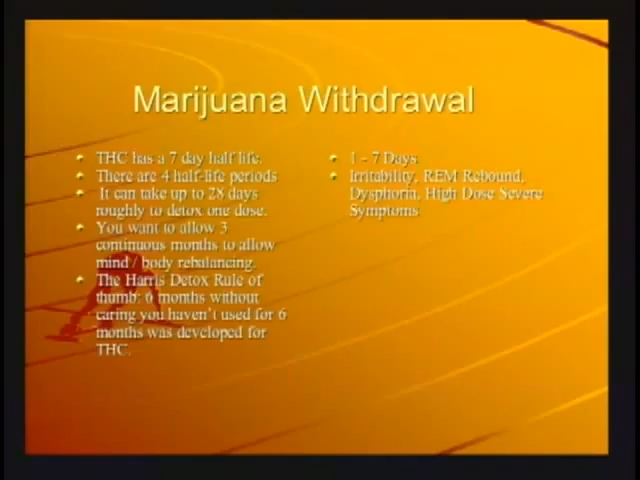 Marijuana Withdrawal
THC has a 7 day half life.
There are 4 half-life periods
It can take up to 28 days
roughly to detox one dose.
You want to allow 3
continuous months to allow
mind / body rebalancing.
The Harris Detox Rule of
thumb: 6 months without
caring you haven't used for 6
months was developed for
THC.
1 - 7 Days
Irritability, REM Rebound,
Dysphoria, High Dose Severe
Symptoms